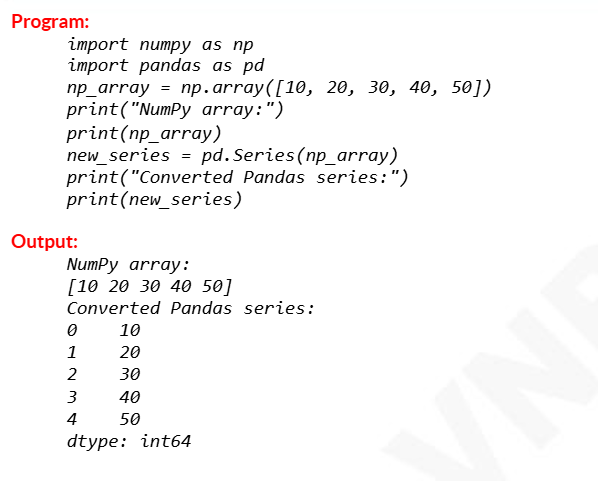 Program:
import numpy as np
import pandas as pd
np_array = np.array([10, 20, 30, 40, 50])
print("NumPy array:")
print(np_array)
new_series = pd.Series(np_array)
print("Converted Pandas series:")
print(new_series)
Output:
NumPy array:
[10 20 30 40 50]
Converted Pandas series:
0 10
1 20
2 30
3 40
4 50
dtype: int64